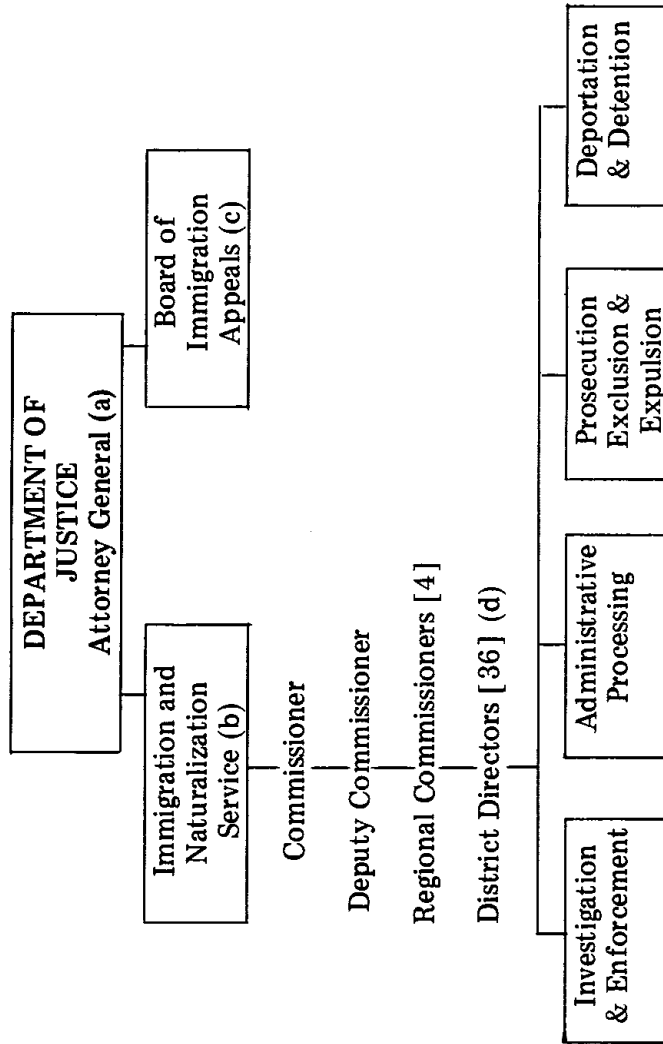 DEPARTMENT OF
JUSTICE
Attorney General (a)
Immigration and
Naturalization
Service (b)
Board of
Immigration
Appeals (c)
Commissioner
Deputy Commissioner
Regional Commissioners [4]
District Directors [36] (d)
Investigation
& Enforcement
Administrative
Processing
Prosecution
Exclusion &
Expulsion
Deportation
& Detention